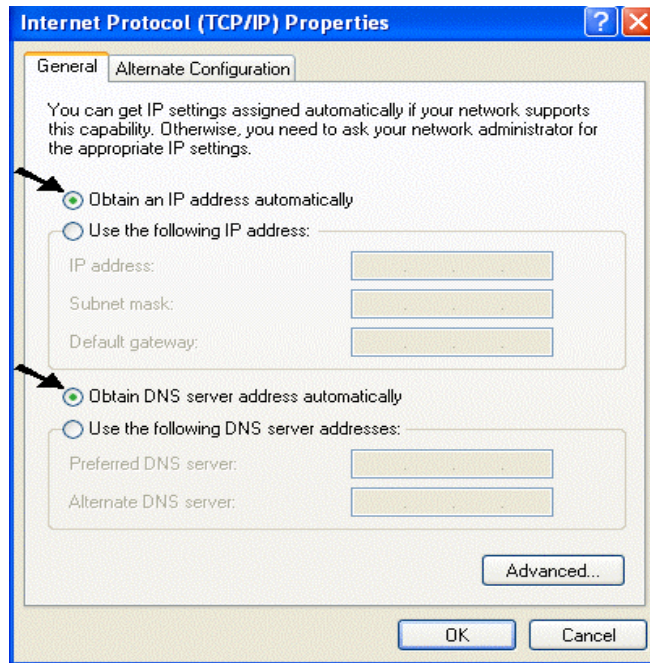 Internet Protocol (TCP/IP) Properties
General
Alternate Configuration
You can get IP settings assigned automatically if your network supports
this capability. Otherwise, you need to ask your network administrator for
the appropriate IP settings.
Obtain an IP address automatically
Use the following IP address:
IP address:
Subnet mask:
Default gateway:
Obtain DNS server address automatically
Use the following DNS server addresses:
Preferred DNS server:
Alternate DNS server:
Advanced...
OK
Cancel